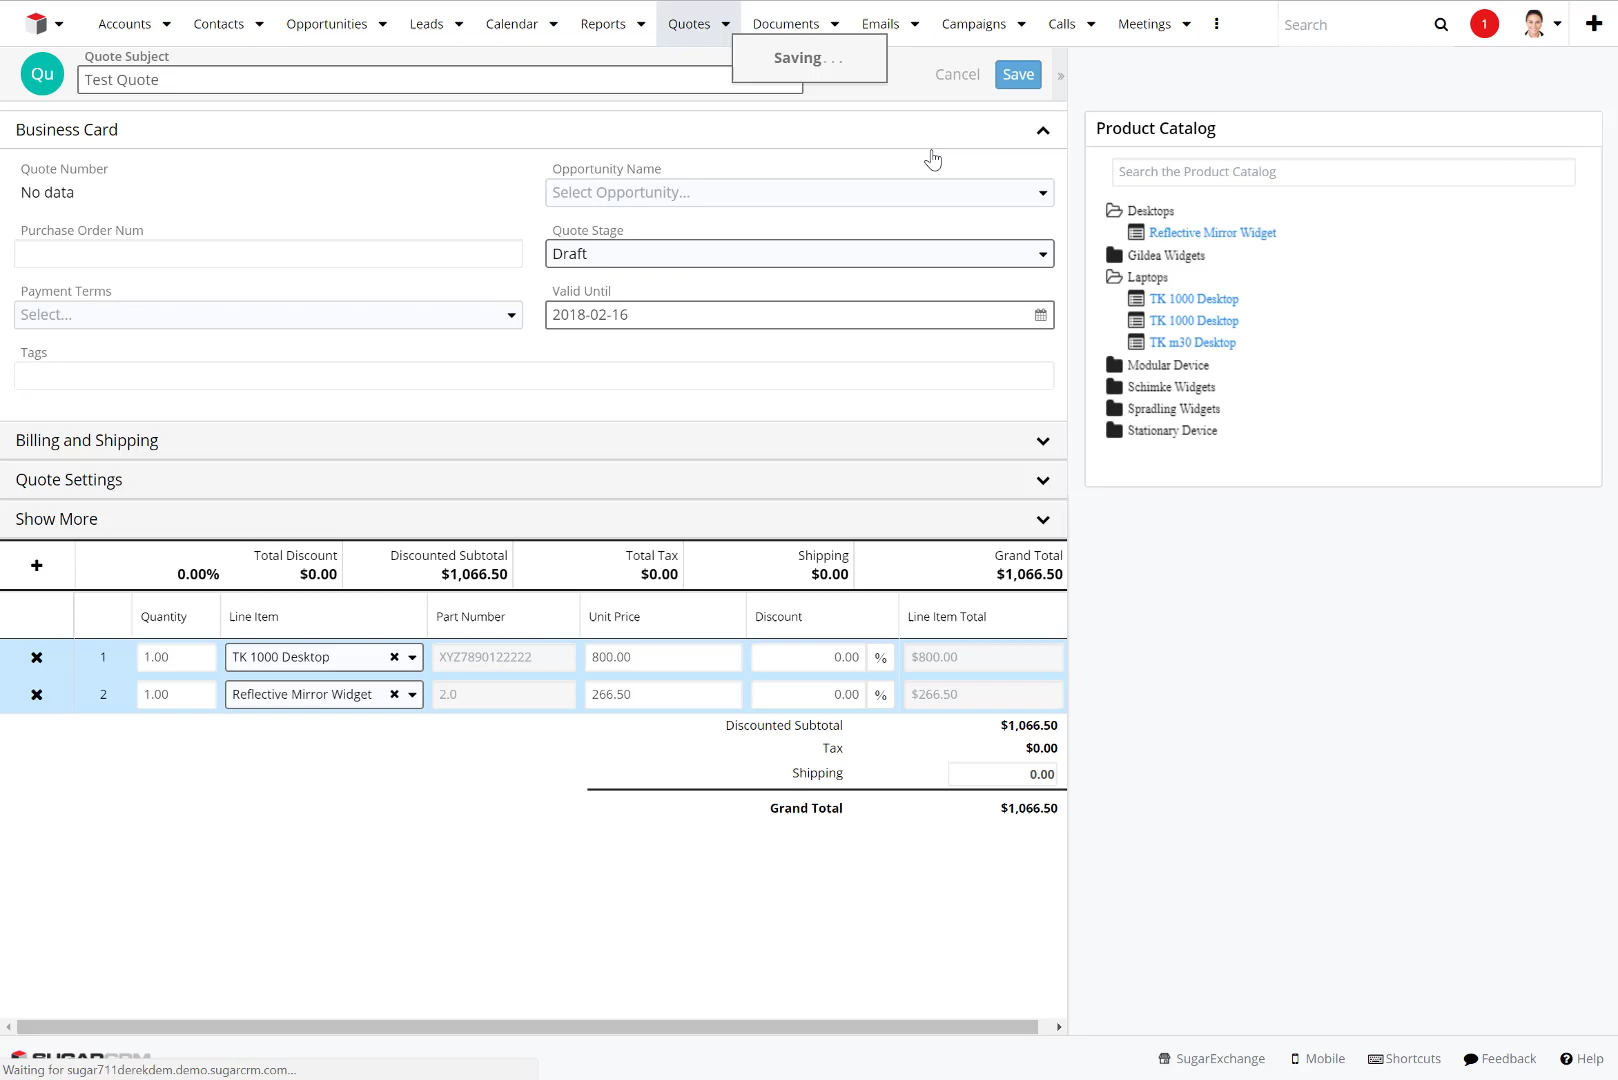 Accounts Contacts Opportunities Leads Calendar Reports Quotes Documents Emails Campaigns Calls Meetings Search 1
Quote Subject
Qu
Test Quote
Saving. . .
Cancel Save »
Business Card
Quote Number
No data
Opportunity Name
Select Opportunity...
Purchase Order Num
Quote Stage
Draft
Payment Terms
Select...
Valid Until
2018-02-16
Tags
Billing and Shipping
Quote Settings
Show More
Total Discount Discounted Subtotal Total Tax Shipping Grand Total
0.00% $0.00 $1,066.50 $0.00 $0.00 $1,066.50
Quantity Line Item Part Number Unit Price Discount Line Item Total
1 1.00 TK 1000 Desktop XYZ7890122222 800.00 0.00 % $800.00
2 1.00 Reflective Mirror Widget 2.0 266.50 0.00 % $266.50
Discounted Subtotal $1,066.50
Tax $0.00
Shipping 0.00
Grand Total $1,066.50
Product Catalog
Search the Product Catalog
Desktops
Reflective Mirror Widget
Gildea Widgets
Laptops
TK 1000 Desktop
TK 1000 Desktop
TK m30 Desktop
Modular Device
Schimke Widgets
Spradling Widgets
Stationary Device
SUGARCRM
Waiting for sugar711derekdem.demo.sugarcrm.com...
SugarExchange Mobile Shortcuts Feedback Help